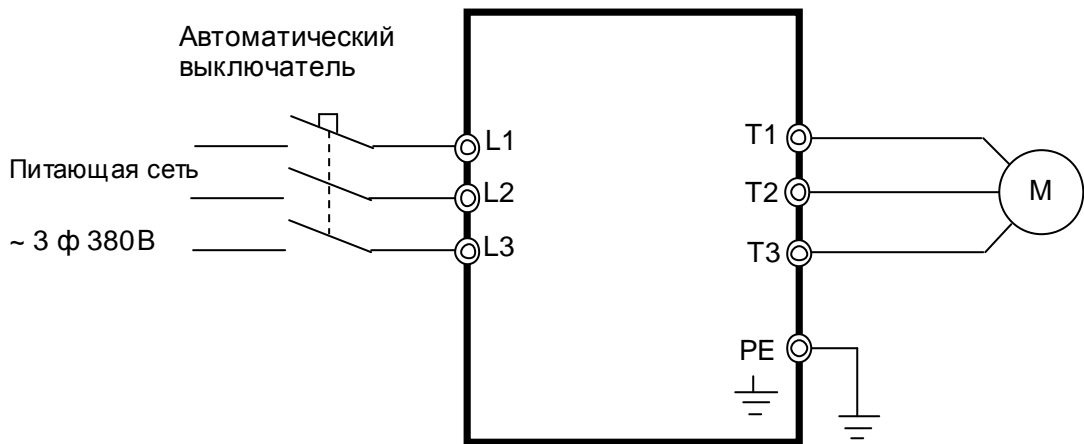 Автоматический
выключатель
L1
T1
Питающая сеть
L2
T2
М
~ 3 ф 380В
L3
T3
PE